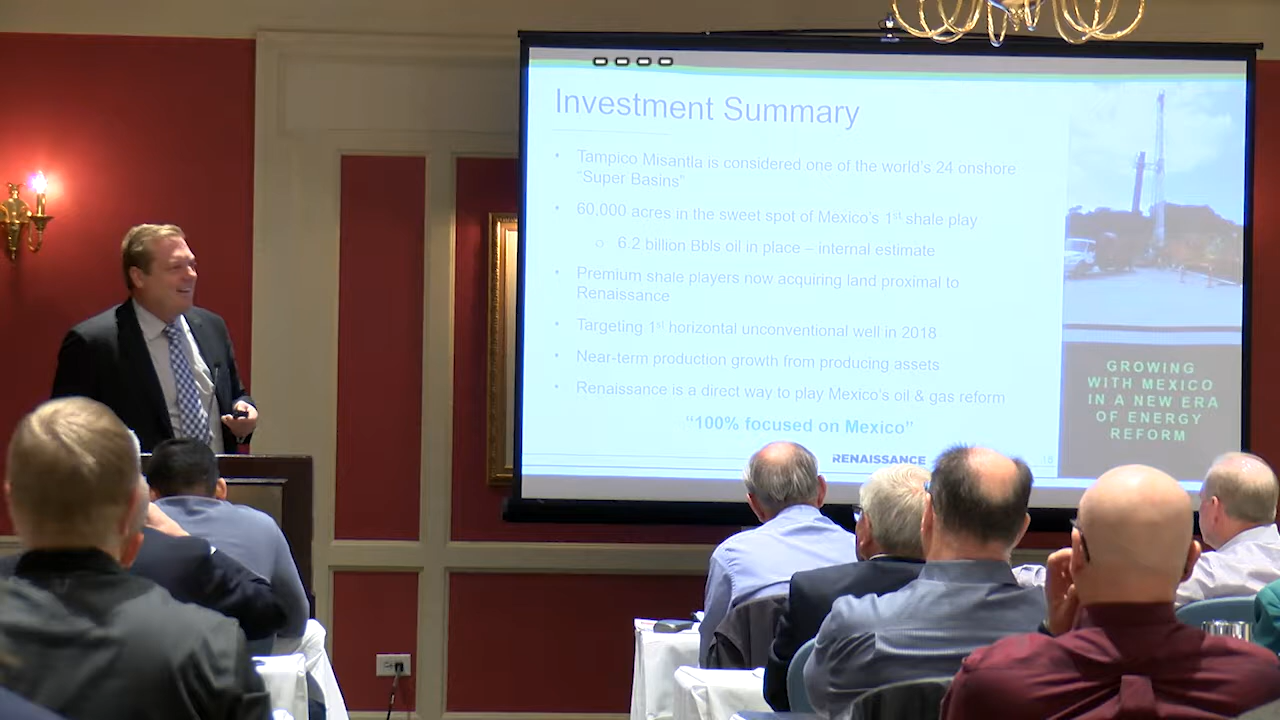 Investment Summary
• Tampico Misantla is considered one of the world's 24 onshore
"Super Basins"
• 60,000 acres in the sweet spot of Mexico's 1st shale play
o 6.2 billion Bbls oil in place – internal estimate
• Premium shale players now acquiring land proximal to
Renaissance
• Targeting 1st horizontal unconventional well in 2018
• Near-term production growth from producing assets
• Renaissance is a direct way to play Mexico's oil & gas reform
"100% focused on Mexico"
RENAISSANCE
18
GROWING
WITH MEXICO
IN A NEW ERA
OF ENERGY
REFORM